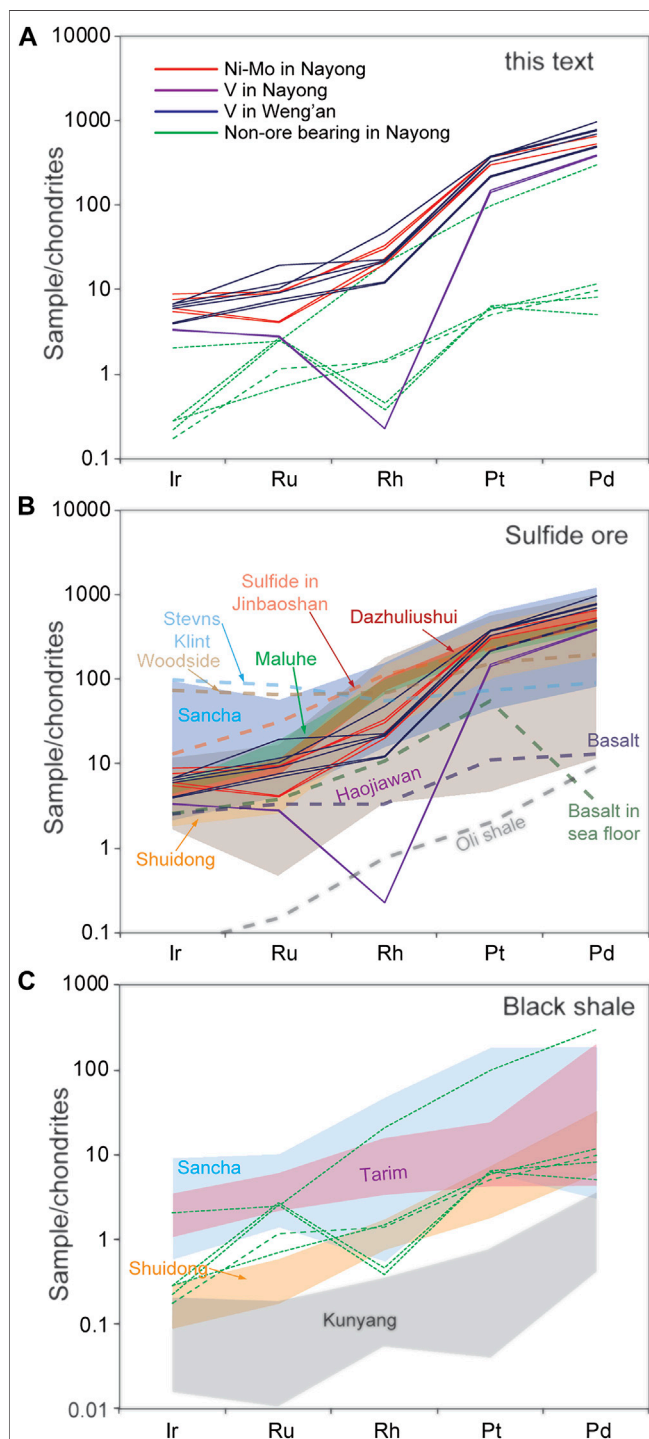 A
10000
this text
Ni-Mo in Nayong
V in Nayong
V in Weng'an
Non-ore bearing in Nayong
1000
100
10
1
0.1
Sample/chondrites
Ir Ru Rh Pt Pd
B
10000
Sulfide ore
1000
100
10
1
0.1
Sample/chondrites
Sulfide in
Jinbaoshan
Dazhuliushui
Stevns
Klint
Woodside
Maluhe
Sancha
Haojiawan
Basalt
Basalt in
sea floor
Oli shale
Shuidong
Ir Ru Rh Pt Pd
C
1000
Black shale
100
10
1
0.1
0.01
Sample/chondrites
Sancha
Tarim
Shuidong
Kunyang
Ir Ru Rh Pt Pd